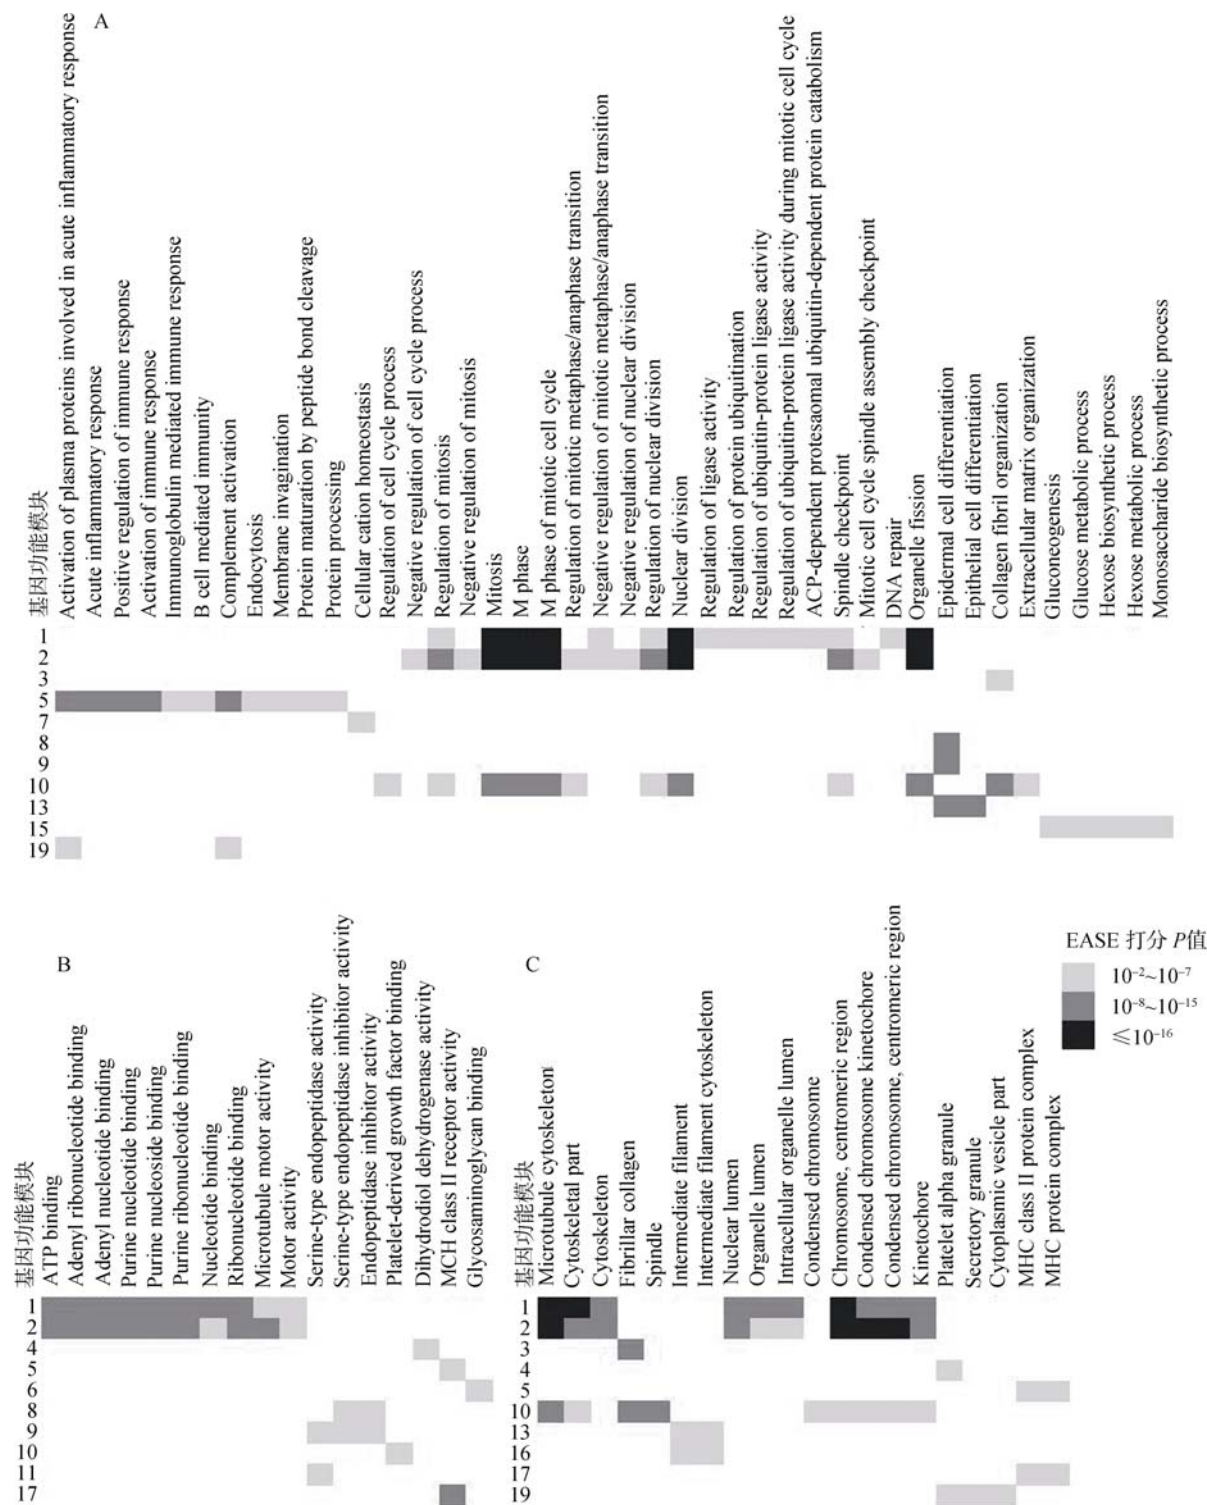 A
基因功能模块
Activation of plasma proteins involved in acute inflammatory response
Acute inflammatory response
Positive regulation of immune response
Activation of immune response
Immunoglobulin mediated immune response
B cell mediated immunity
Complement activation
Endocytosis
Membrane invagination
Protein maturation by peptide bond cleavage
Protein processing
Cellular cation homeostasis
Regulation of cell cycle process
Negative regulation of cell cycle process
Regulation of mitosis
Negative regulation of mitosis
Mitosis
M phase
M phase of mitotic cell cycle
Regulation of mitotic metaphase/anaphase transition
Negative regulation of mitotic metaphase/anaphase transition
Negative regulation of nuclear division
Regulation of nuclear division
Nuclear division
Regulation of ligase activity
Regulation of protein ubiquitination
Regulation of ubiquitin-protein ligase activity
Regulation of ubiquitin-protein ligase activity during mitotic cell cycle
ACP-dependent protesaomal ubiquitin-dependent protein catabolism
Spindle checkpoint
Mitotic cell cycle spindle assembly checkpoint
DNA repair
Organelle fission
Epidermal cell differentiation
Epithelial cell differentiation
Collagen fibril organization
Extracellular matrix organization
Gluconeogenesis
Glucose metabolic process
Hexose biosynthetic process
Hexose metabolic process
Monosaccharide biosynthetic process
1
2
3
5
7
8
9
10
13
15
19
B
基因功能模块
ATP binding
Adenyl ribonucleotide binding
Adenyl nucleotide binding
Purine nucleotide binding
Purine nucleoside binding
Purine ribonucleotide binding
Nucleotide binding
Ribonucleotide binding
Microtubule motor activity
Motor activity
Serine-type endopeptidase activity
Serine-type endopeptidase inhibitor activity
Endopeptidase inhibitor activity
Platelet-derived growth factor binding
Dihydrodiol dehydrogenase activity
MCH class II receptor activity
Glycosaminoglycan binding
1
2
4
5
6
8
9
10
11
17
C
基因功能模块
Microtubule cytoskeleton
Cytoskeletal part
Cytoskeleton
Fibrillar collagen
Spindle
Intermediate filament
Intermediate filament cytoskeleton
Nuclear lumen
Organelle lumen
Intracellular organelle lumen
Condensed chromosome
Chromosome, centromeric region
Condensed chromosome kinetochore
Condensed chromosome, centromeric region
Kinetochore
Platelet alpha granule
Secretory granule
Cytoplasmic vesicle part
MHC class II protein complex
MHC protein complex
1
2
3
4
5
10
13
16
17
19
EASE 打分 P值
10⁻²~10⁻⁷
10⁻⁸~10⁻¹⁵
≤10⁻¹⁶